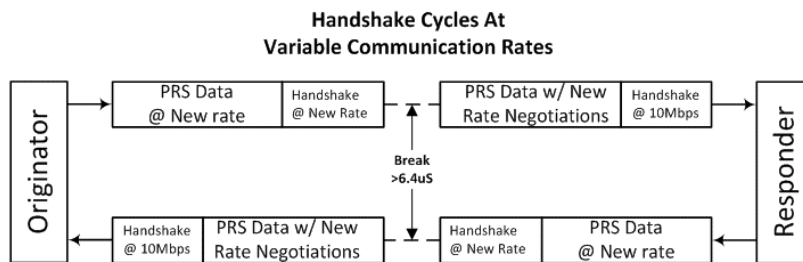 Handshake Cycles At
Variable Communication Rates
Originator
PRS Data
@ New rate
Handshake
@ New Rate
PRS Data w/ New
Rate Negotiations
Handshake
@ 10Mbps
Responder
Break
>6.4uS
Handshake
@ 10Mbps
PRS Data w/ New
Rate Negotiations
Handshake
@ New Rate
PRS Data
@ New rate